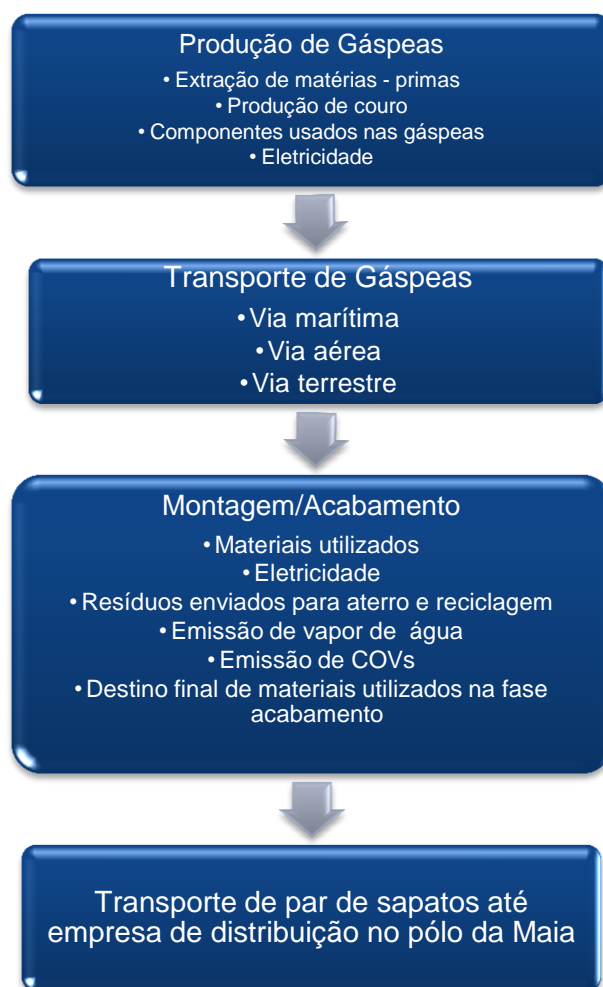 Produção de Gáspeas
• Extração de matérias - primas
• Produção de couro
• Componentes usados nas gáspeas
• Eletricidade
Transporte de Gáspeas
• Via marítima
• Via aérea
• Via terrestre
Montagem/Acabamento
• Materiais utilizados
• Eletricidade
• Resíduos enviados para aterro e reciclagem
• Emissão de vapor de água
• Emissão de COVs
• Destino final de materiais utilizados na fase
acabamento
Transporte de par de sapatos até
empresa de distribuição no pólo da Maia